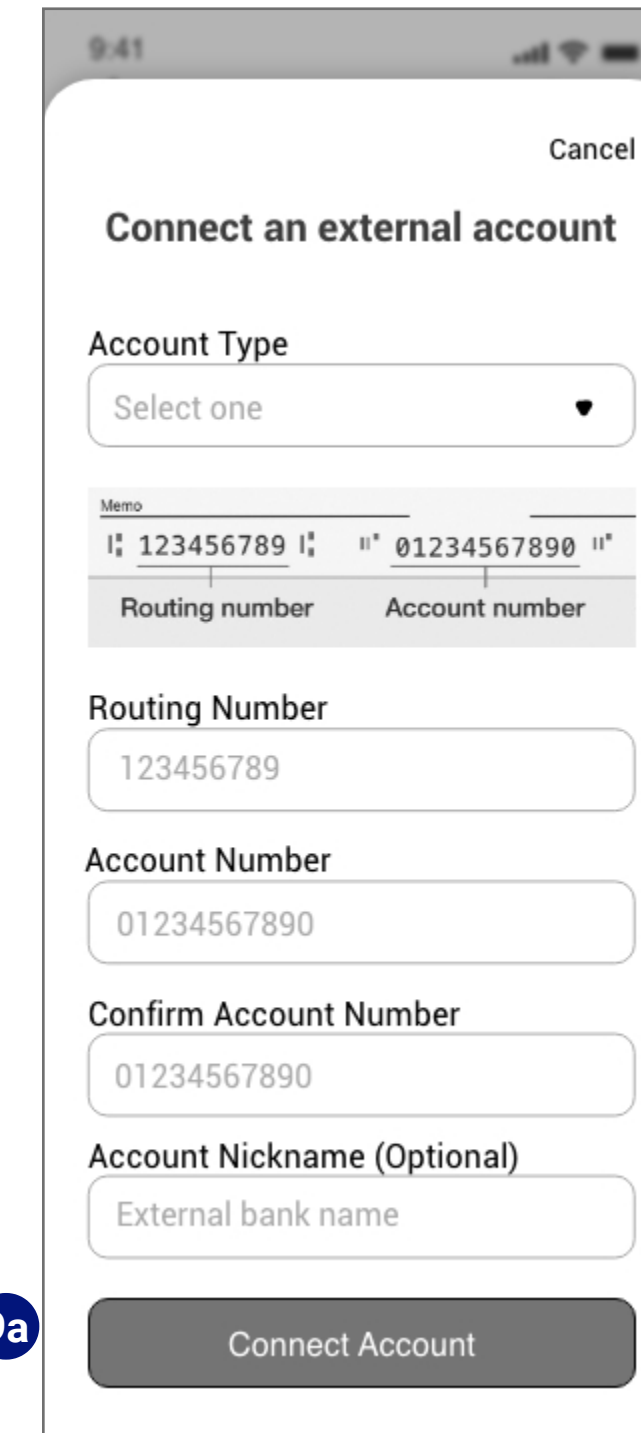 9:41
Cancel
Connect an external account
Account Type
Select one
Memo
123456789 01234567890
Routing number Account number
Routing Number
123456789
Account Number
01234567890
Confirm Account Number
01234567890
Account Nickname (Optional)
External bank name
a
Connect Account